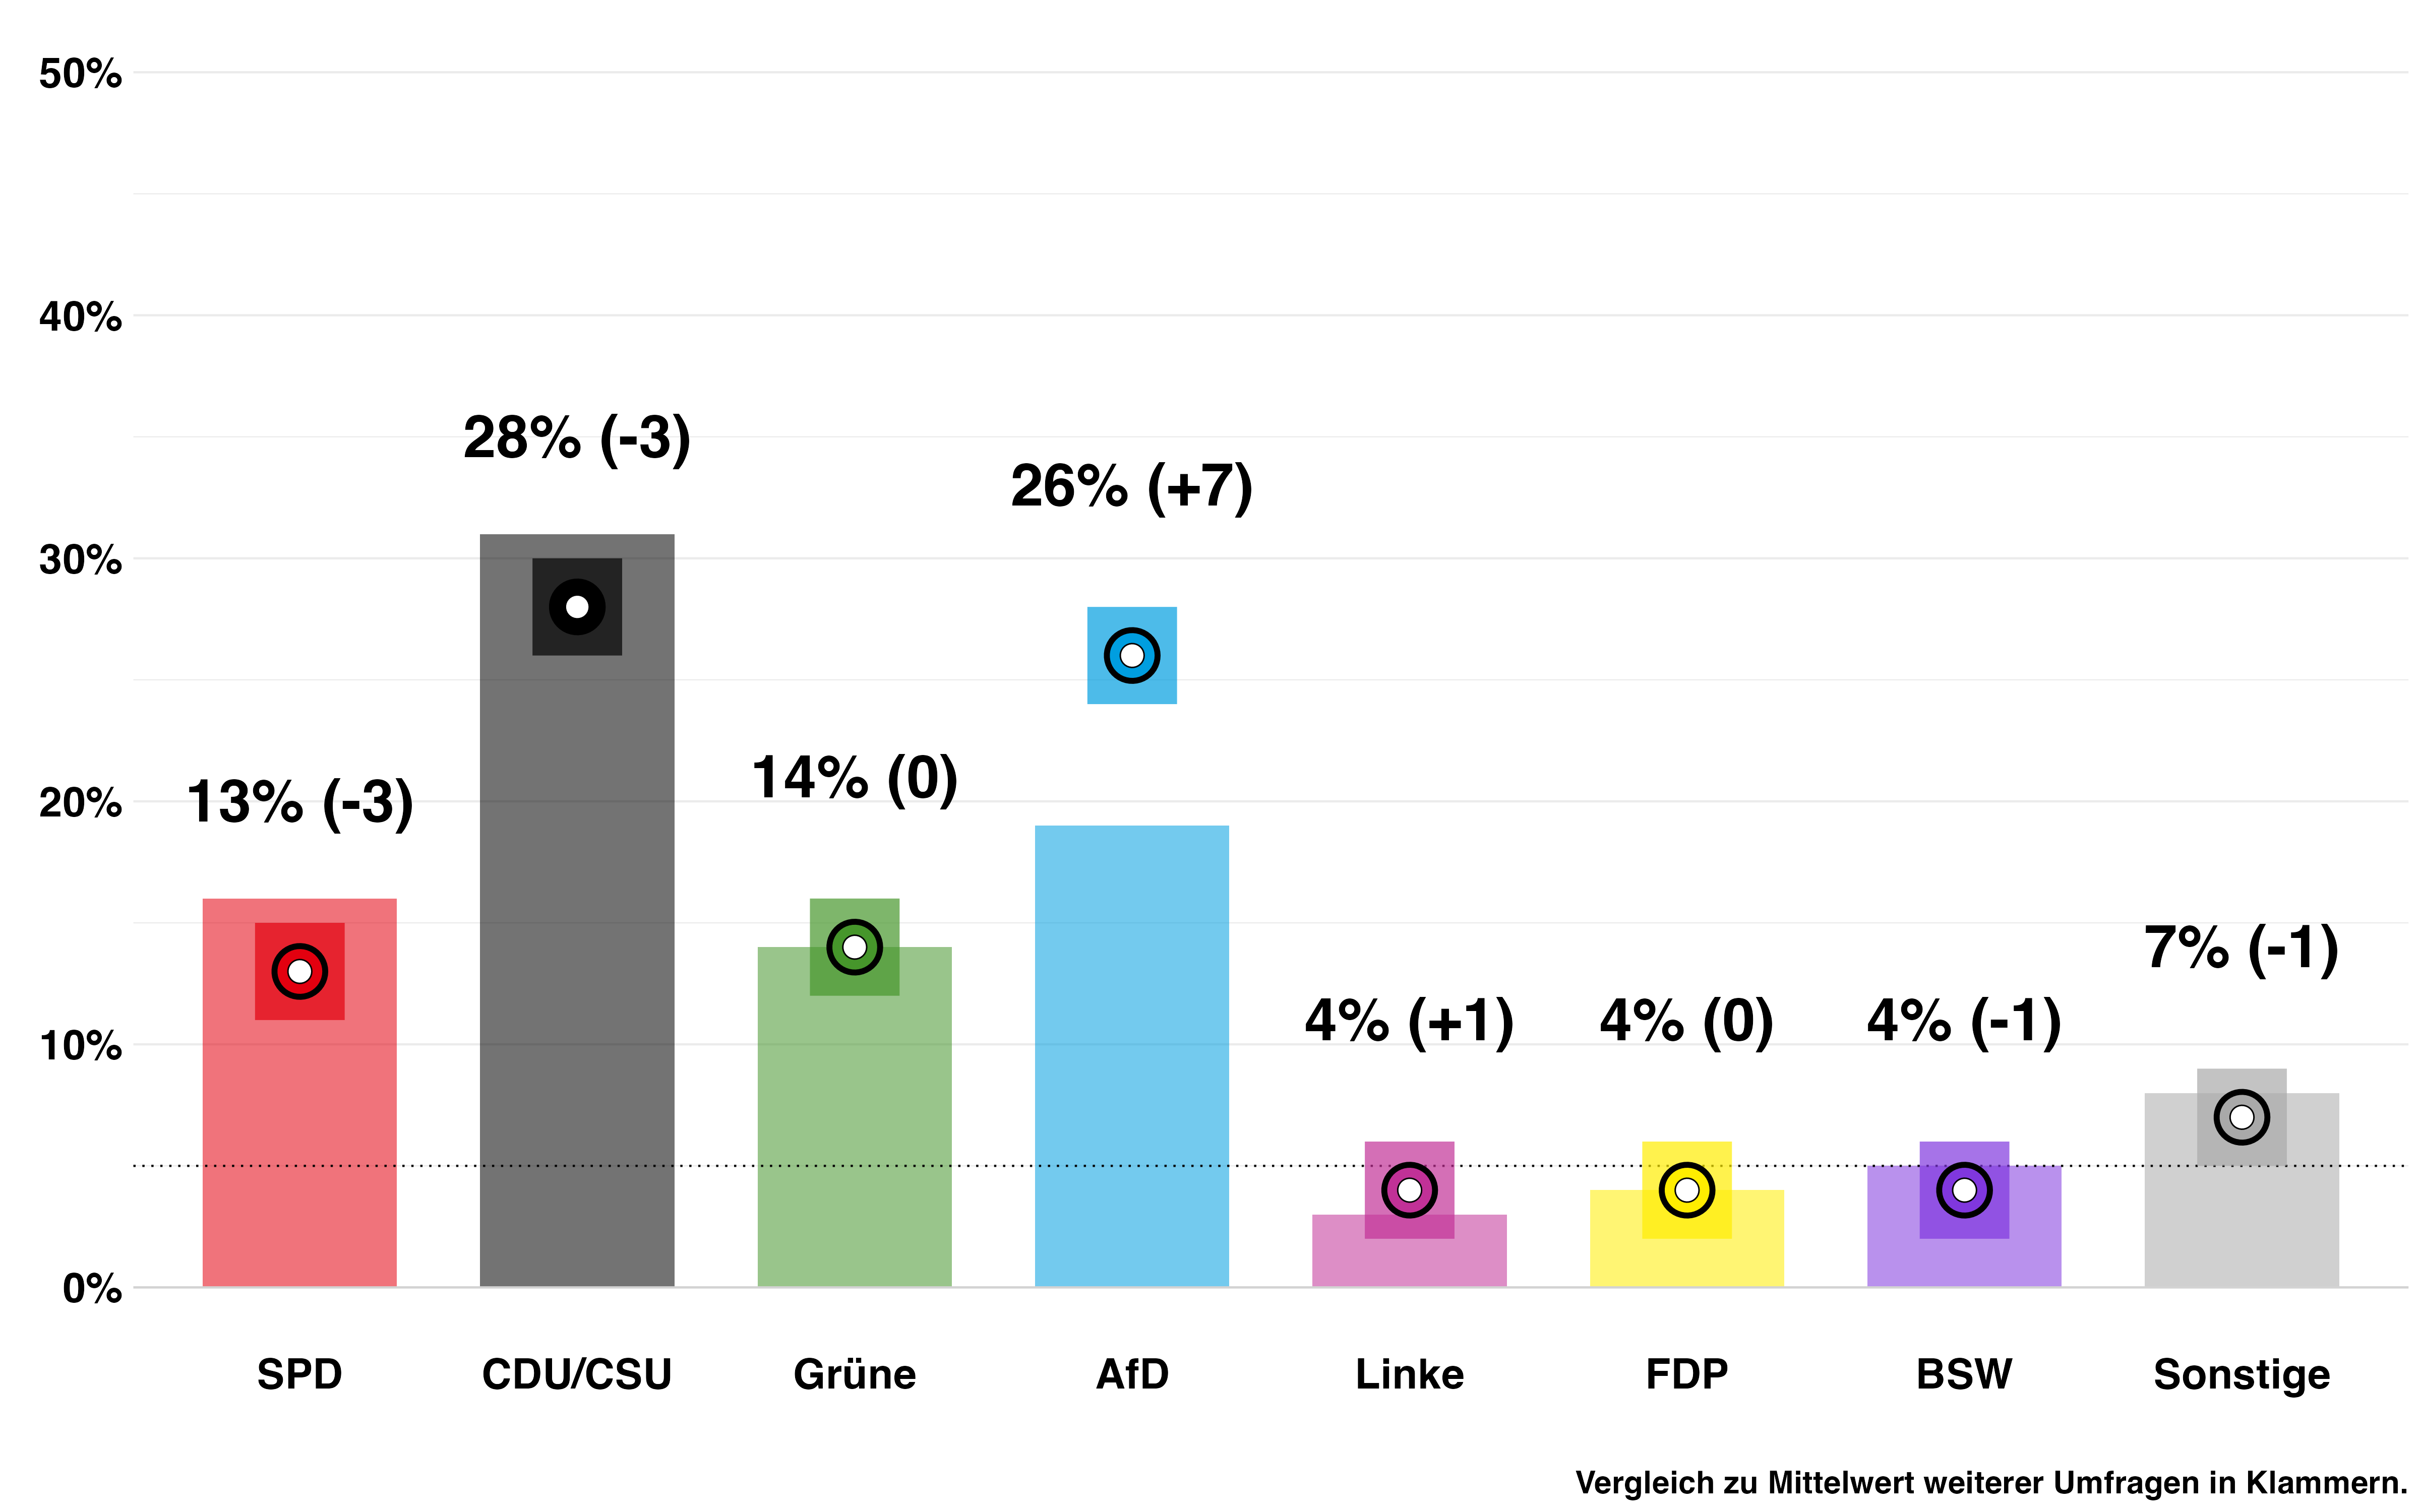 50%
40%
30%
20%
10%
0%
13% (-3)
28% (-3)
14% (0)
26% (+7)
4% (+1)
4% (0)
4% (-1)
7% (-1)
SPD
CDU/CSU
Grüne
AfD
Linke
FDP
BSW
Sonstige
Vergleich zu Mittelwert weiterer Umfragen in Klammern.